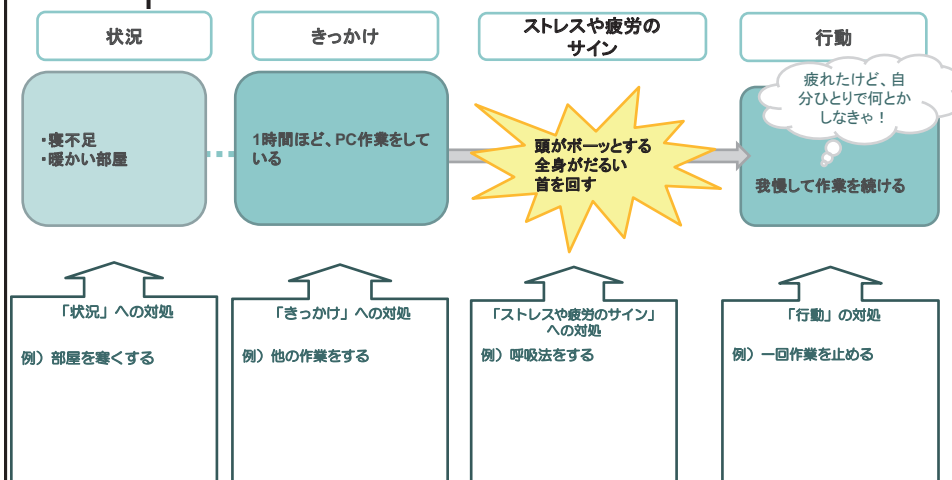 状況
きっかけ
ストレスや疲労の
サイン
行動
・寝不足
・暖かい部屋
1時間ほど、PC作業をして
いる
頭がボーッとする
全身がだるい
首を回す
疲れたけど、自
分ひとりで何とか
しなきゃ！
我慢して作業を続ける
「状況」への対処
例）部屋を寒くする
「きっかけ」への対処
例）他の作業をする
「ストレスや疲労のサイン」
への対処
例）呼吸法をする
「行動」の対処
例）一回作業を止める